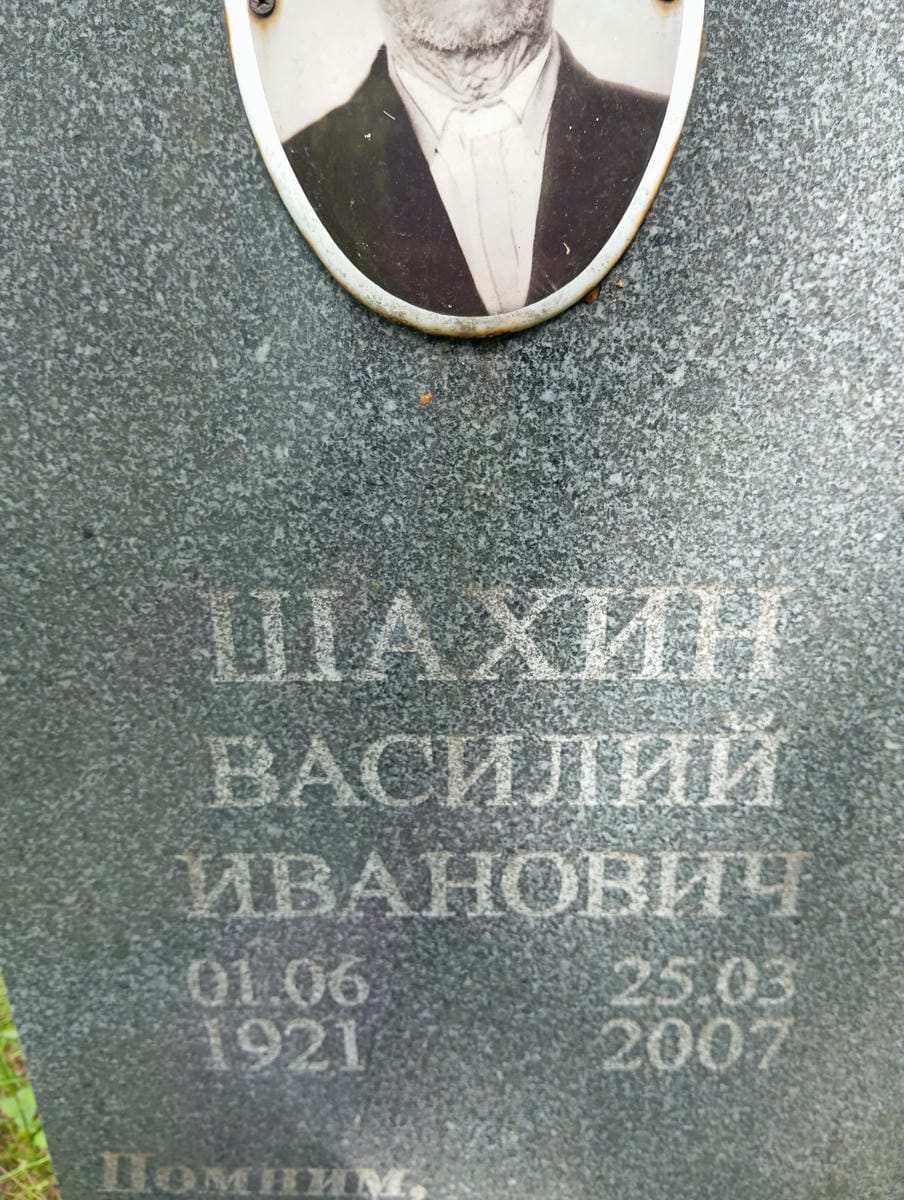 ШАХИН
ВАСИЛИЙ
ИВАНОВИЧ
01.06 25.03
1921 2007
Помним,